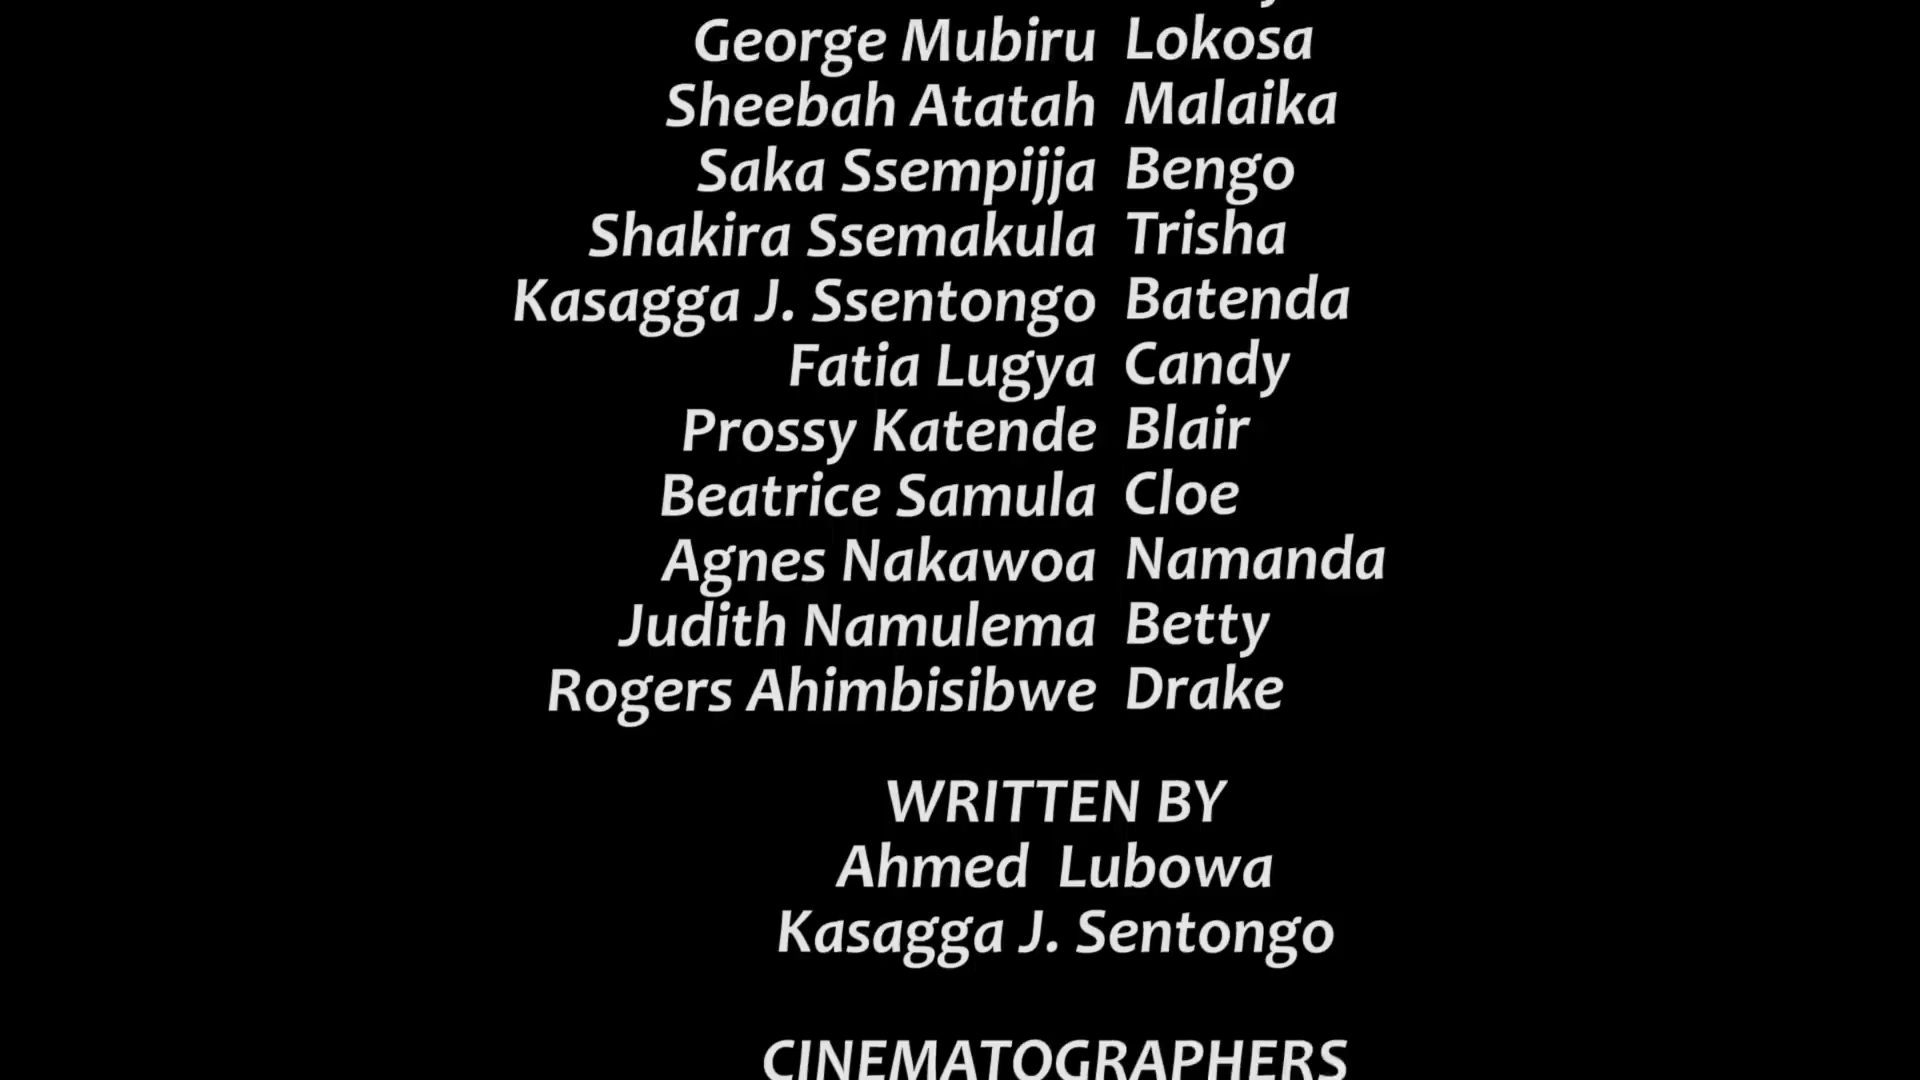 George Mubiru Lokosa
Sheebah Atatah Malaika
Saka Ssempijja Bengo
Shakira Ssemakula Trisha
Kasagga J. Ssentongo Batenda
Fatia Lugya Candy
Prossy Katende Blair
Beatrice Samula Cloe
Agnes Nakawoa Namanda
Judith Namulema Betty
Rogers Ahimbisibwe Drake
WRITTEN BY
Ahmed Lubowa
Kasagga J. Sentongo
CINEMATOGRAPHERS